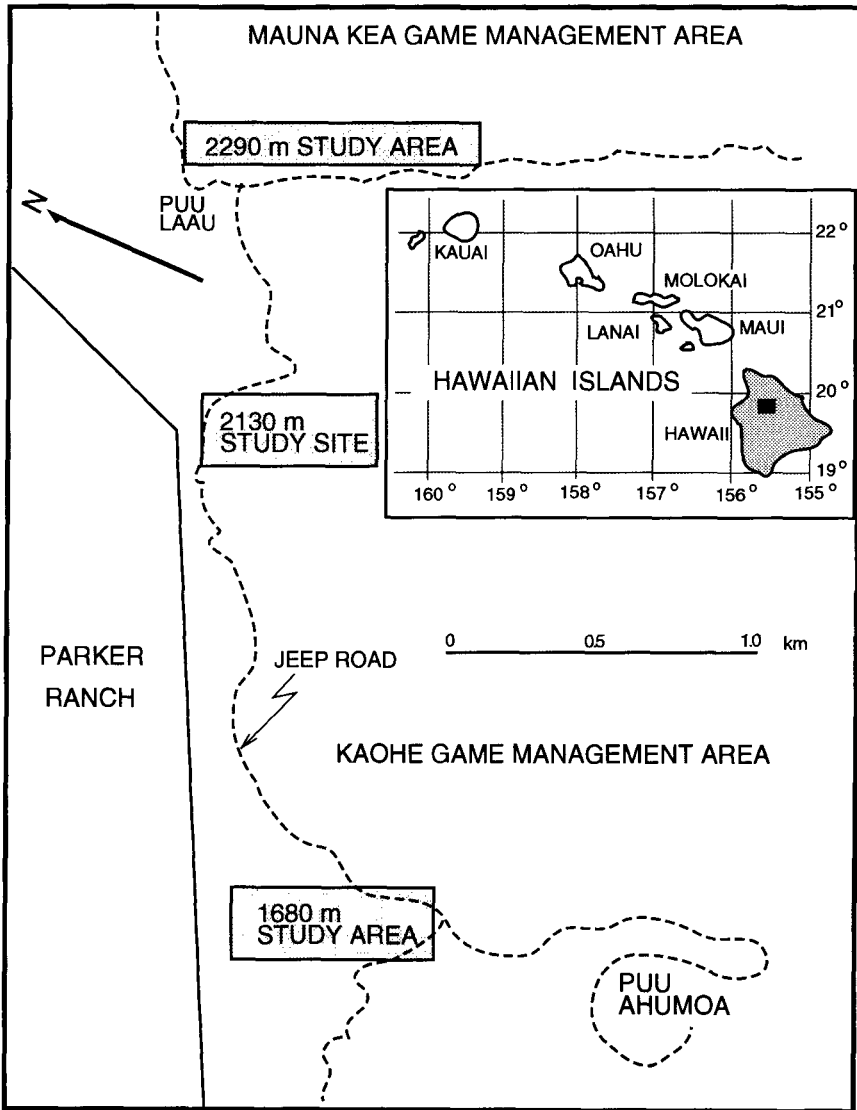 MAUNA KEA GAME MANAGEMENT AREA
2290 m STUDY AREA
N
PUU
LAAU
KAUAI
OAHU
MOLOKAI
LANAI
MAUI
HAWAIIAN ISLANDS
HAWAII
22°
21°
20°
19°
160° 159° 158° 157° 156° 155°
2130 m
STUDY SITE
0 0.5 1.0 km
PARKER
RANCH
JEEP ROAD
KAOHE GAME MANAGEMENT AREA
1680 m
STUDY AREA
PUU
AHUMOA